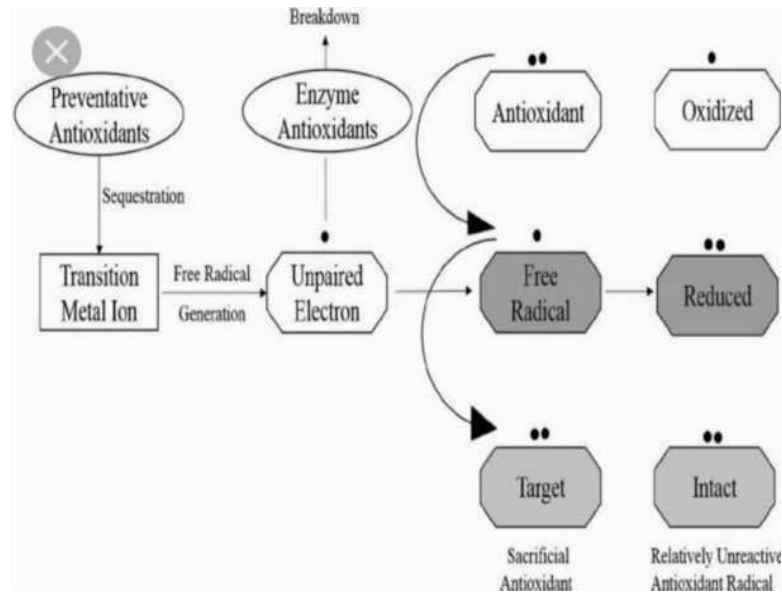 Breakdown
Preventative
Antioxidants
Enzyme
Antioxidants
Antioxidant
Oxidized
Sequestration
Transition
Metal Ion
Free Radical
Generation
Unpaired
Electron
Free
Radical
Reduced
Target
Intact
Sacrificial
Antioxidant
Relatively Unreactive
Antioxidant Radical